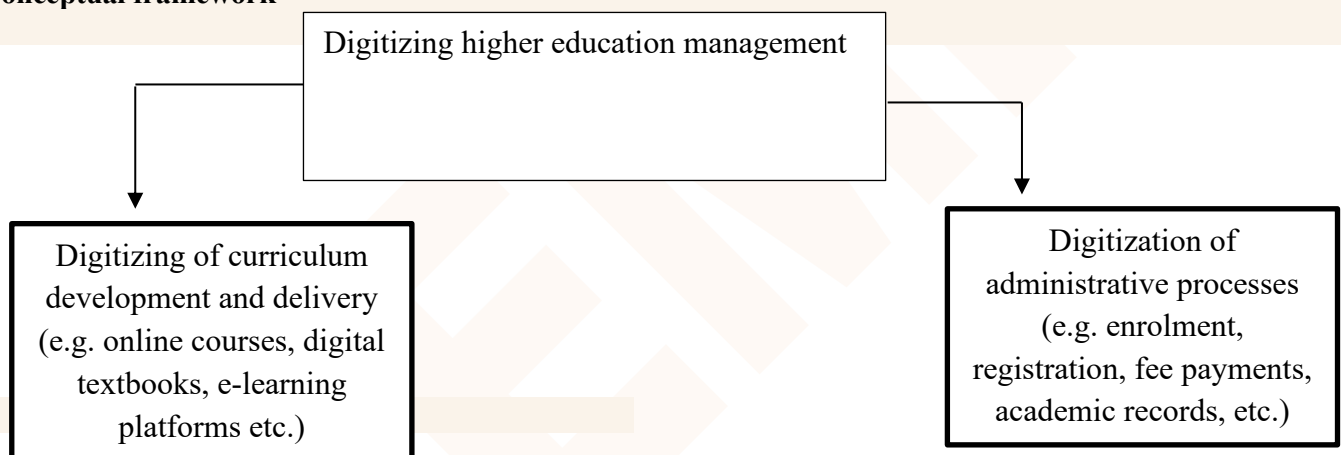 onceptual framework
Digitizing higher education management
Digitizing of curriculum
development and delivery
(e.g. online courses, digital
textbooks, e-learning
platforms etc.)
Digitization of
administrative processes
(e.g. enrolment,
registration, fee payments,
academic records, etc.)